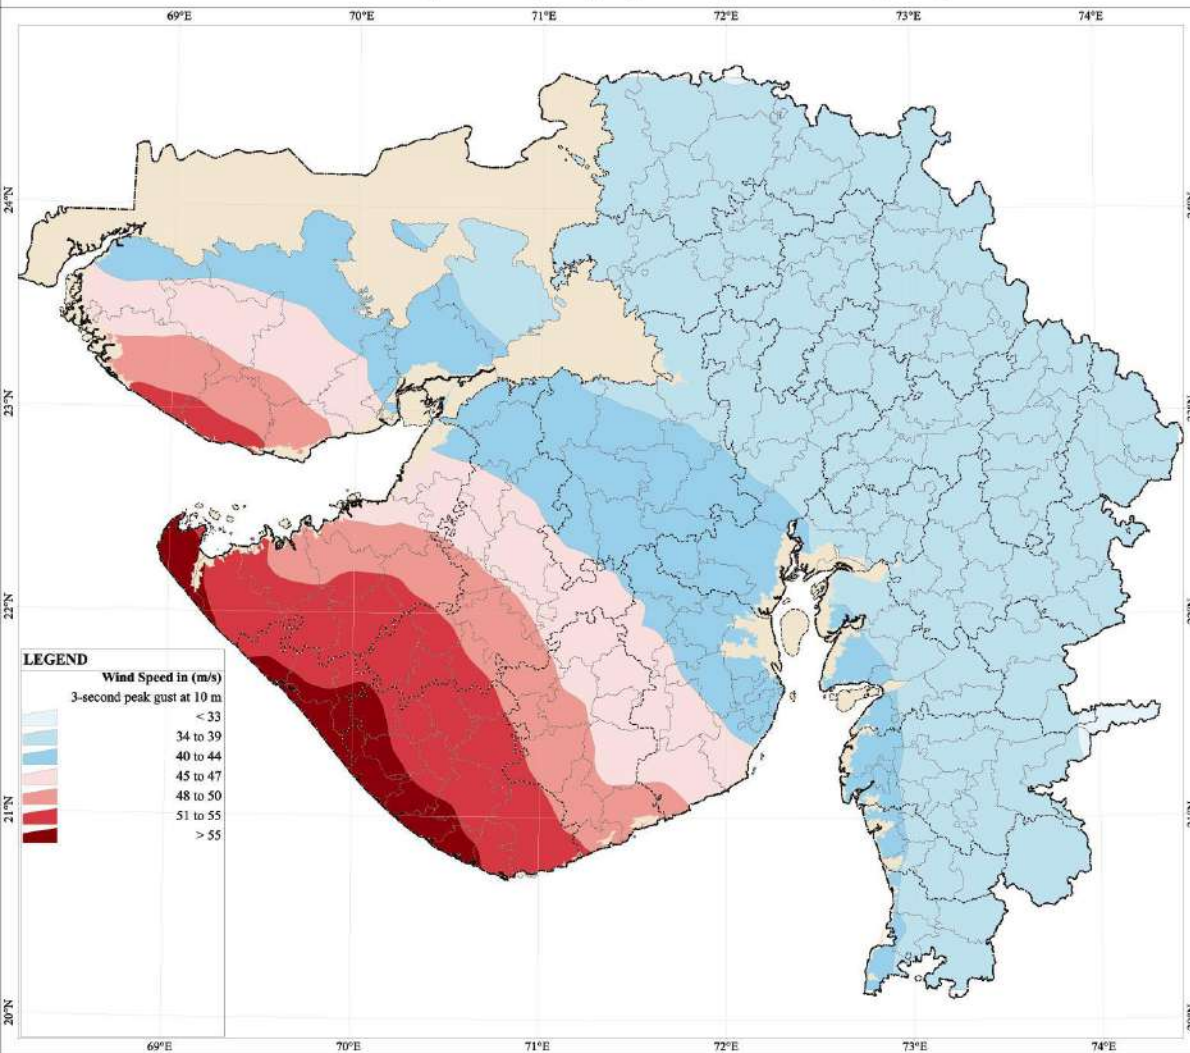 69°E 70°E 71°E 72°E 73°E 74°E
24°N
23°N
22°N
21°N
20°N
LEGEND
Wind Speed in (m/s)
3-second peak gust at 10 m
< 33
34 to 39
40 to 44
45 to 47
48 to 50
51 to 55
> 55
69°E 70°E 71°E 72°E 73°E 74°E